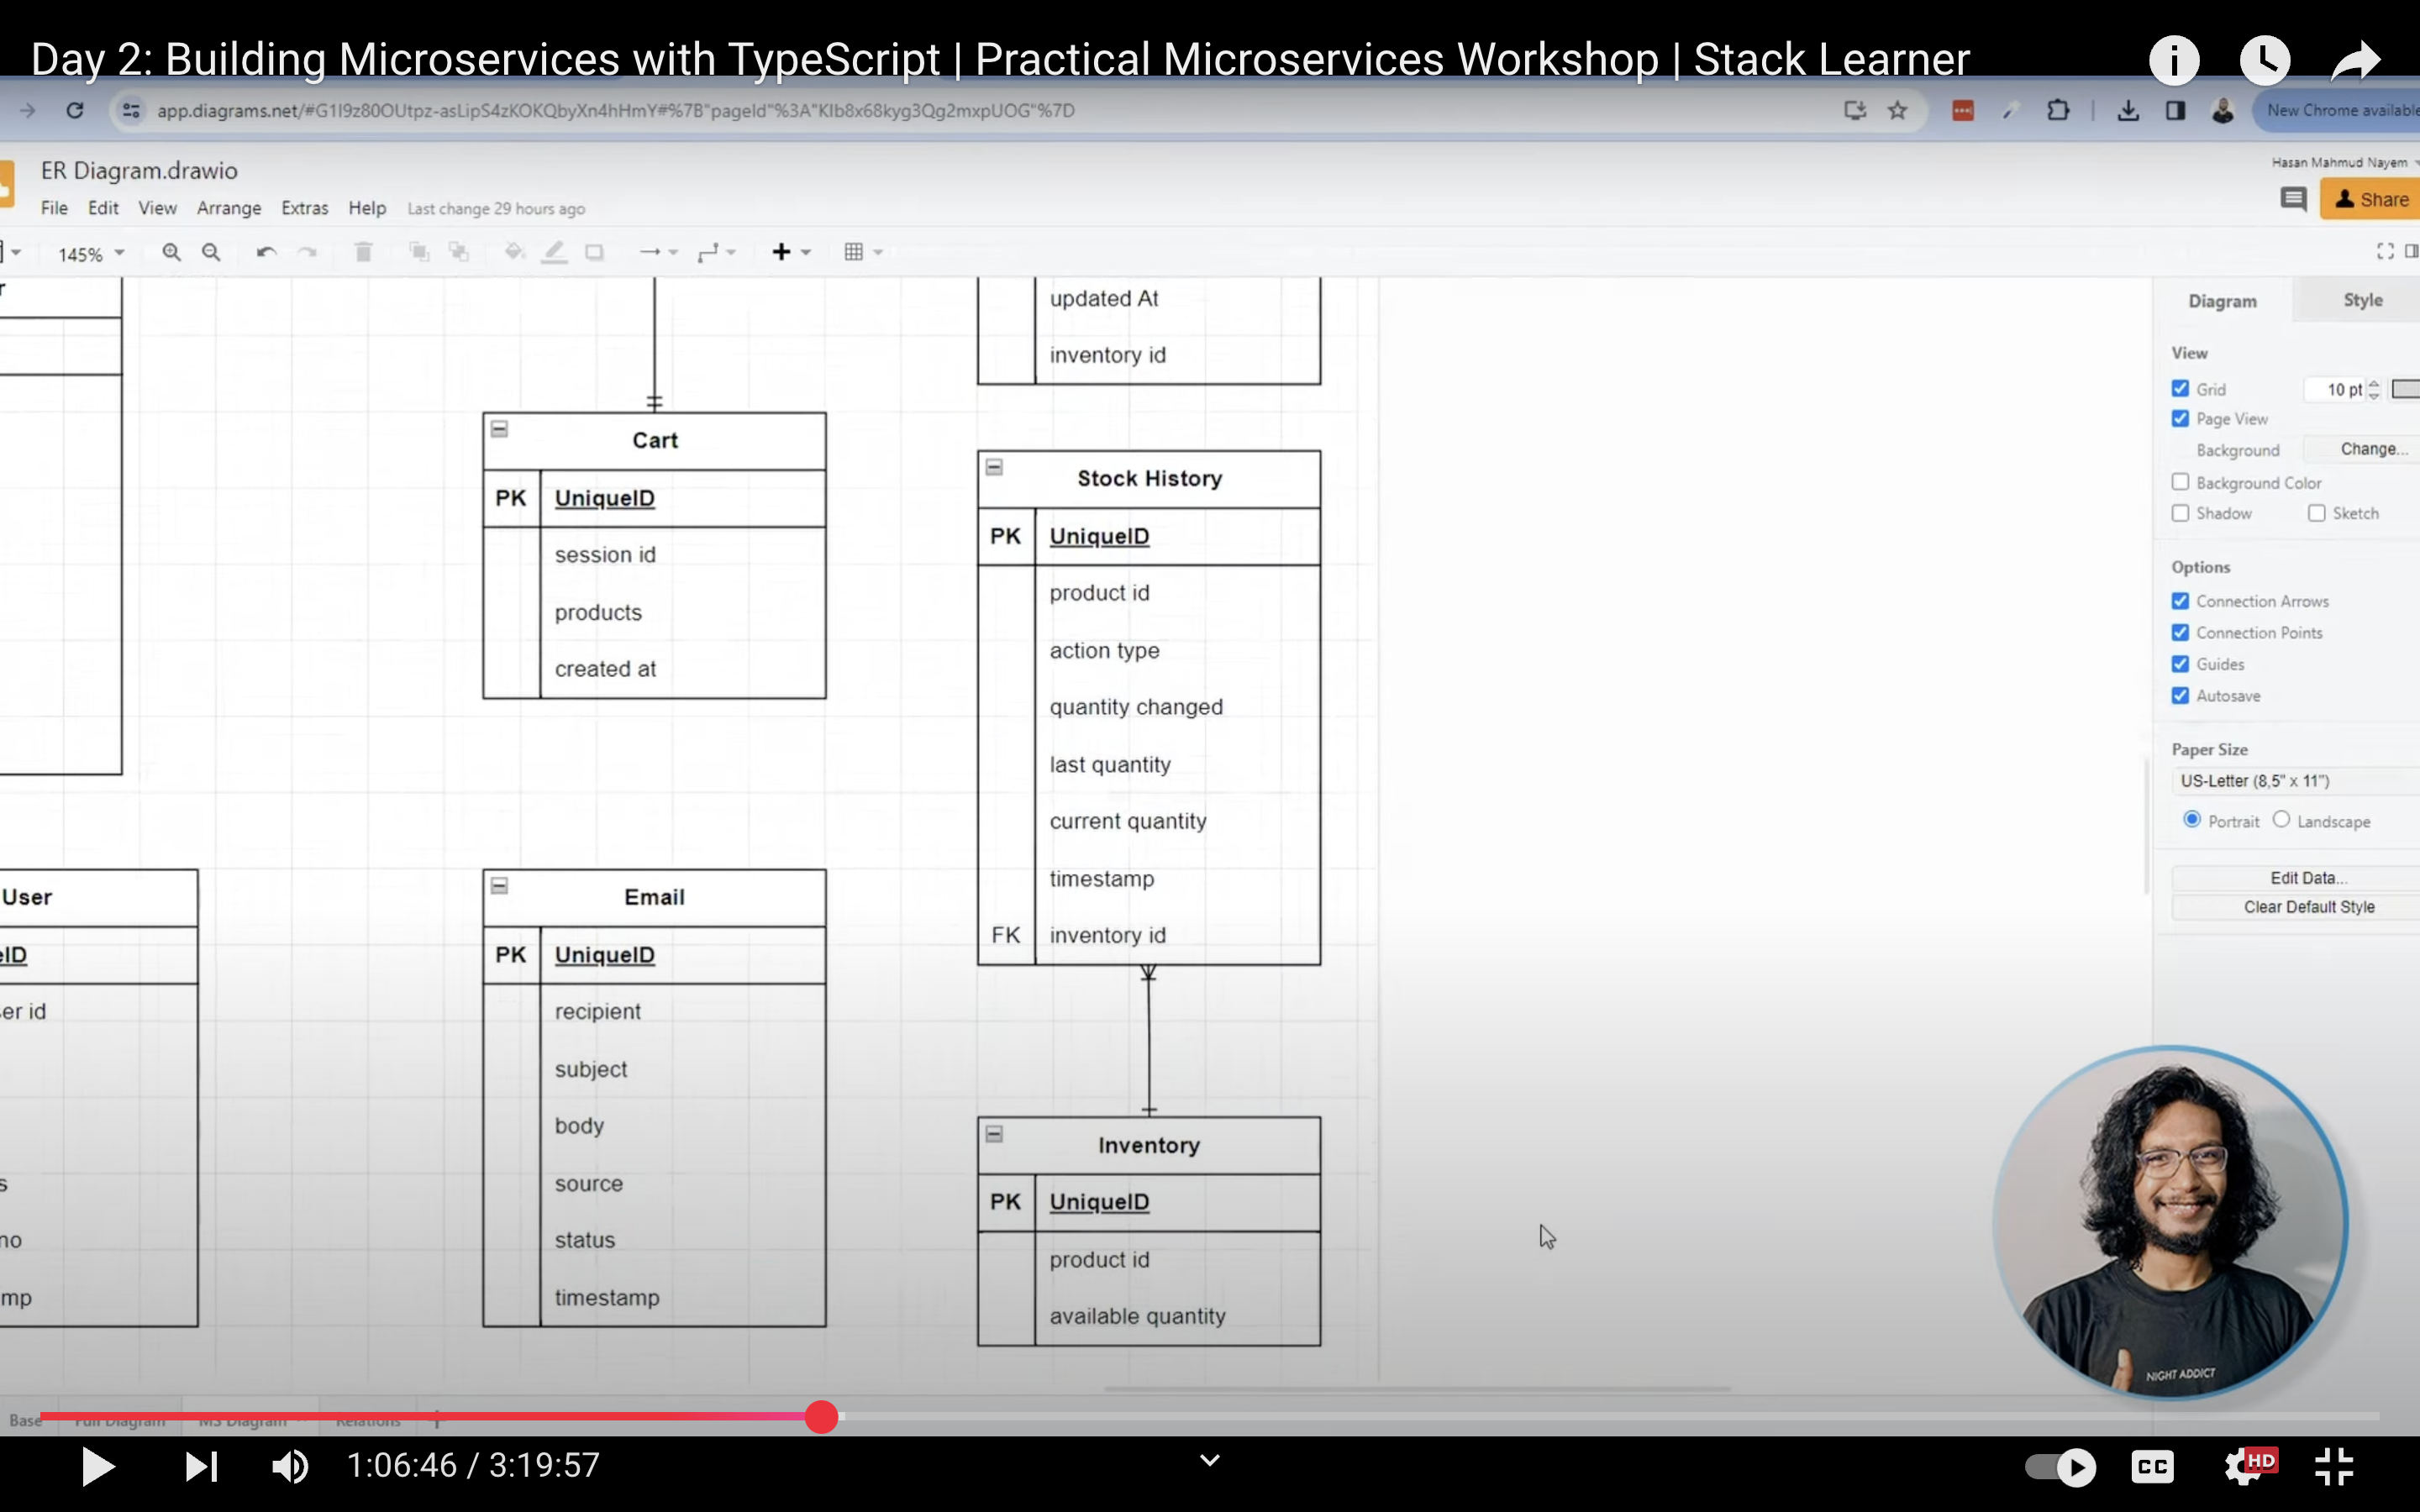 Day 2: Building Microservices with TypeScript | Practical Microservices Workshop | Stack Learner
app.diagrams.net/#G1I9z80OUtpz-asLipS4zKOKQbyXn4hHmY#%7B"pageId"%3A"KIb8x68kyg3Qg2mxpUOG"%7D
New Chrome available
ER Diagram.drawio
Hasan Mahmud Nayem
File Edit View Arrange Extras Help Last change 29 hours ago
Share
145%
r
updated At
inventory id
Cart
PK UniqueID
session id
products
created at
Stock History
PK UniqueID
product id
action type
quantity changed
last quantity
current quantity
timestamp
FK inventory id
User
eID
er id
s
no
mp
Email
PK UniqueID
recipient
subject
body
source
status
timestamp
Inventory
PK UniqueID
product id
available quantity
Diagram Style
View
Grid 10 pt
Page View
Background Change...
Background Color
Shadow Sketch
Options
Connection Arrows
Connection Points
Guides
Autosave
Paper Size
US-Letter (8,5" x 11")
Portrait Landscape
Edit Data...
Clear Default Style
NIGHT ADDICT
Base Full Diagram MS Diagram Relations
1:06:46 / 3:19:57
CC
HD